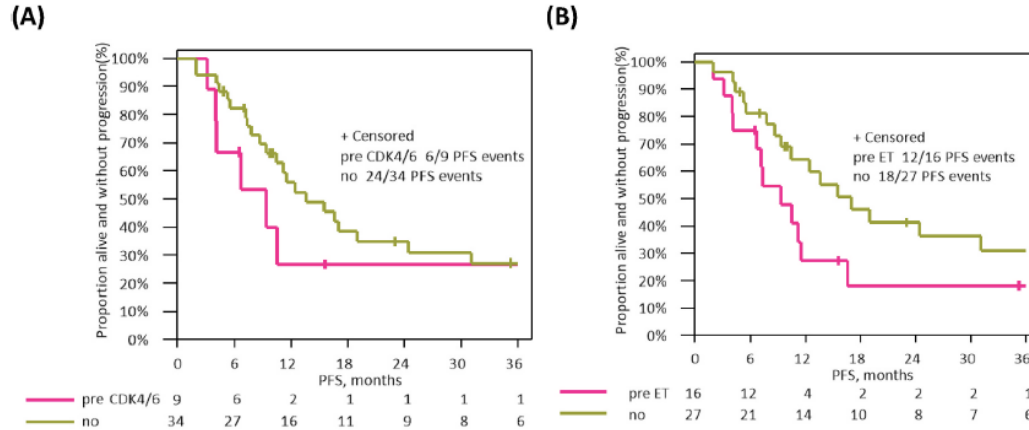 (A)
Proportion alive and without progression(%)
100%
90%
80%
70%
60%
50%
40%
30%
20%
10%
0%
+ Censored
pre CDK4/6 6/9 PFS events
no 24/34 PFS events
0 6 12 18 24 30 36
PFS, months
pre CDK4/6 9 6 2 1 1 1 1
no 34 27 16 11 9 8 6
(B)
Proportion alive and without progression(%)
100%
90%
80%
70%
60%
50%
40%
30%
20%
10%
0%
+ Censored
pre ET 12/16 PFS events
no 18/27 PFS events
0 6 12 18 24 30 36
PFS, months
pre ET 16 12 4 2 2 2 1
no 27 21 14 10 8 7 6